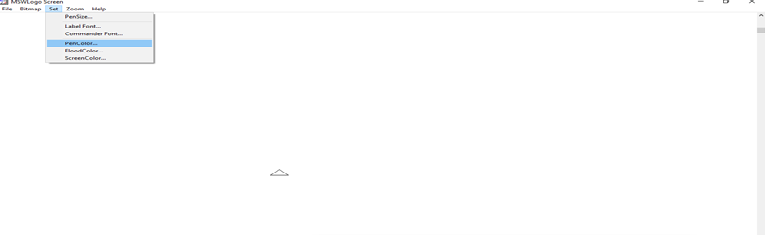 MSWLogo Screen
File Bitmap Set Zoom Help
PenSize...
Label Font...
Commander Font...
PenColor...
FloodColor...
ScreenColor...